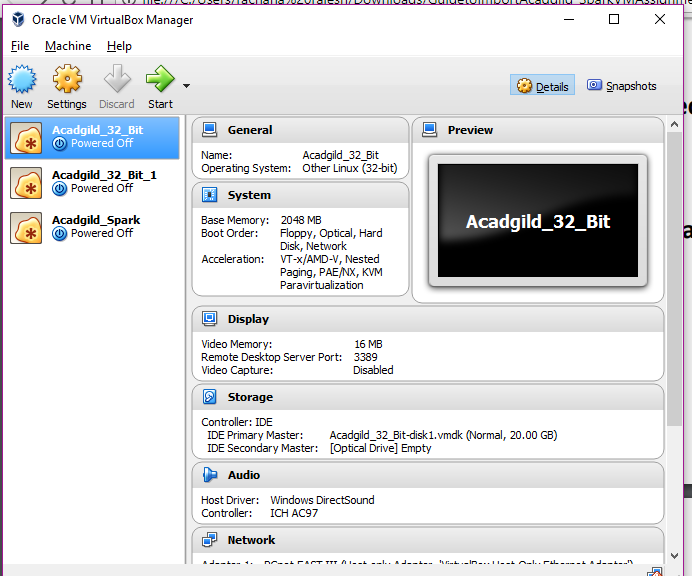 Oracle VM VirtualBox Manager
File Machine Help
New Settings Discard Start
Details Snapshots
Acadgild_32_Bit
Powered Off
Acadgild_32_Bit_1
Powered Off
Acadgild_Spark
Powered Off
General
Name: Acadgild_32_Bit
Operating System: Other Linux (32-bit)
System
Base Memory: 2048 MB
Boot Order: Floppy, Optical, Hard
Disk, Network
Acceleration: VT-x/AMD-V, Nested
Paging, PAE/NX, KVM
Paravirtualization
Preview
Acadgild_32_Bit
Display
Video Memory: 16 MB
Remote Desktop Server Port: 3389
Video Capture: Disabled
Storage
Controller: IDE
IDE Primary Master: Acadgild_32_Bit-disk1.vmdk (Normal, 20.00 GB)
IDE Secondary Master: [Optical Drive] Empty
Audio
Host Driver: Windows DirectSound
Controller: ICH AC97
Network